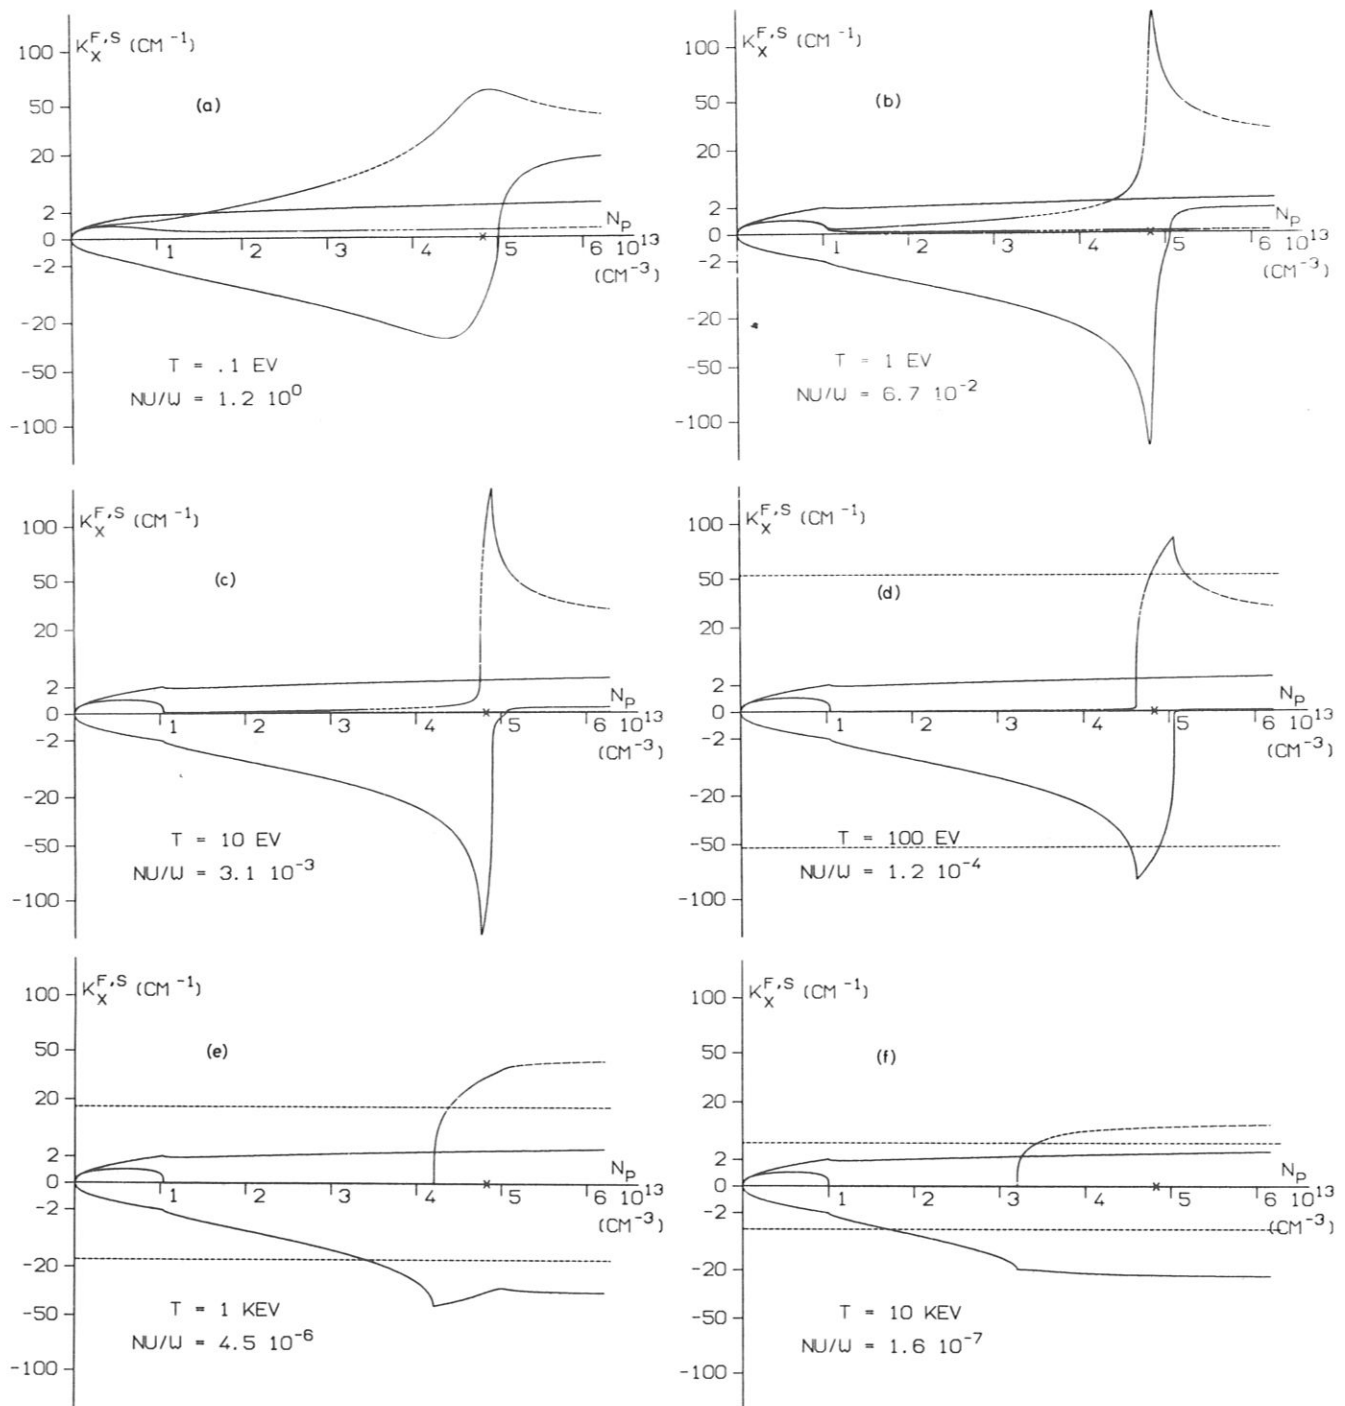 K_X^F,S (CM^-1)
100
50
20
2
0
-2
-20
-50
-100
(a)
N_P
1 2 3 4 5 6 10^13
(CM^-3)
T = .1 EV
NU/W = 1.2 10^0
K_X^F,S (CM^-1)
100
50
20
2
0
-2
-20
-50
-100
(b)
N_P
1 2 3 4 5 6 10^13
(CM^-3)
T = 1 EV
NU/W = 6.7 10^-2
K_X^F,S (CM^-1)
100
50
20
2
0
-2
-20
-50
-100
(c)
N_P
1 2 3 4 5 6 10^13
(CM^-3)
T = 10 EV
NU/W = 3.1 10^-3
K_X^F,S (CM^-1)
100
50
20
2
0
-2
-20
-50
-100
(d)
N_P
1 2 3 4 5 6 10^13
(CM^-3)
T = 100 EV
NU/W = 1.2 10^-4
K_X^F,S (CM^-1)
100
50
20
2
0
-2
-20
-50
-100
(e)
N_P
1 2 3 4 5 6 10^13
(CM^-3)
T = 1 KEV
NU/W = 4.5 10^-6
K_X^F,S (CM^-1)
100
50
20
2
0
-2
-20
-50
-100
(f)
N_P
1 2 3 4 5 6 10^13
(CM^-3)
T = 10 KEV
NU/W = 1.6 10^-7